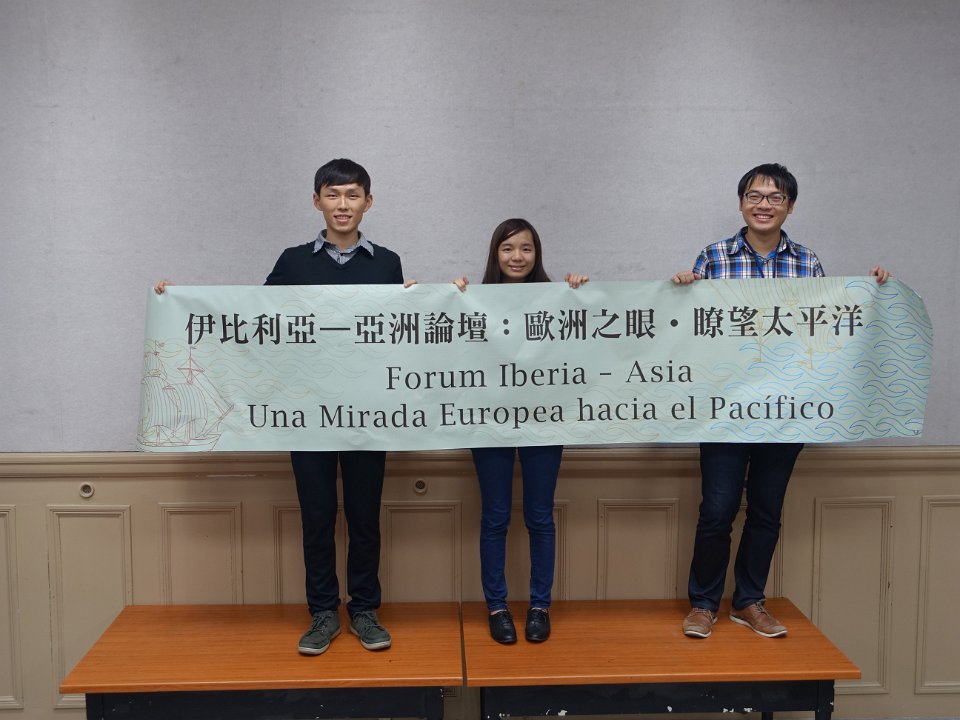 伊比利亞—亞洲論壇：歐洲之眼・瞭望太平洋
Forum Iberia – Asia
Una Mirada Europea hacia el Pacífico